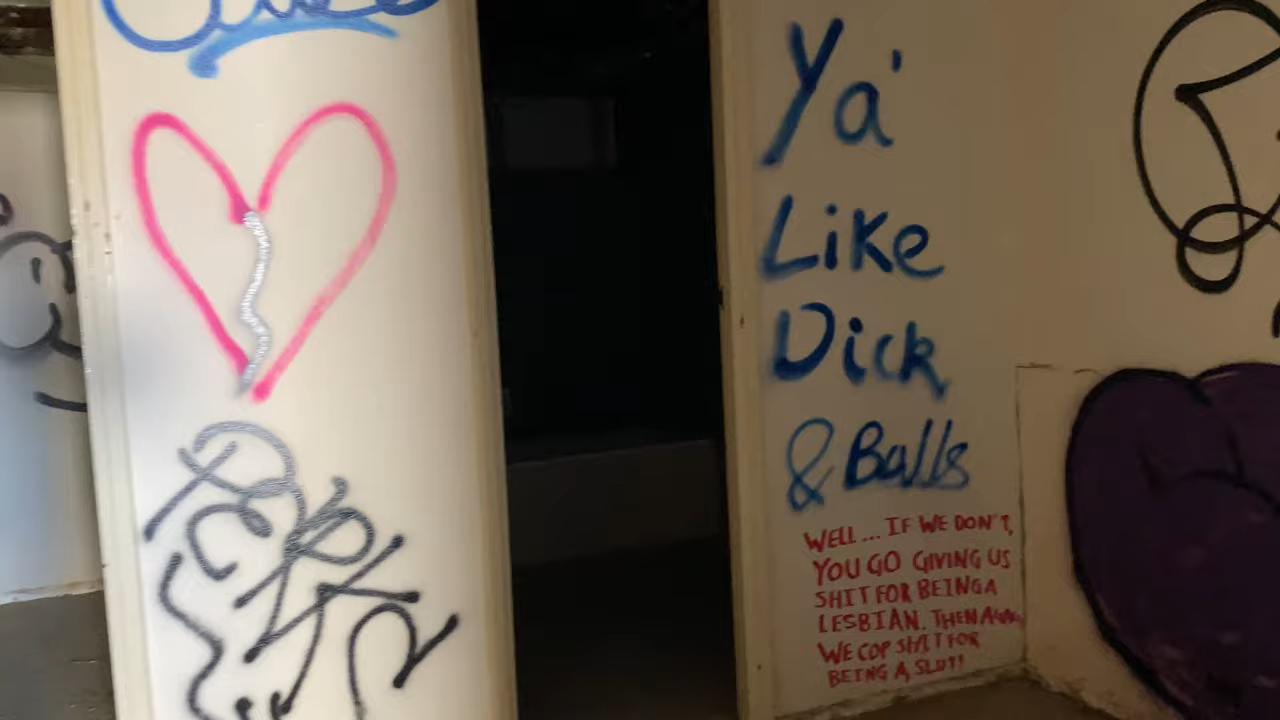 Ya'
Like
Dick
& Balls
WELL... IF WE DON'T,
YOU GO GIVING US
SHIT FOR BEING A
LESBIAN. THEN AGAIN,
WE COP SHIT FOR
BEING A SLUT!